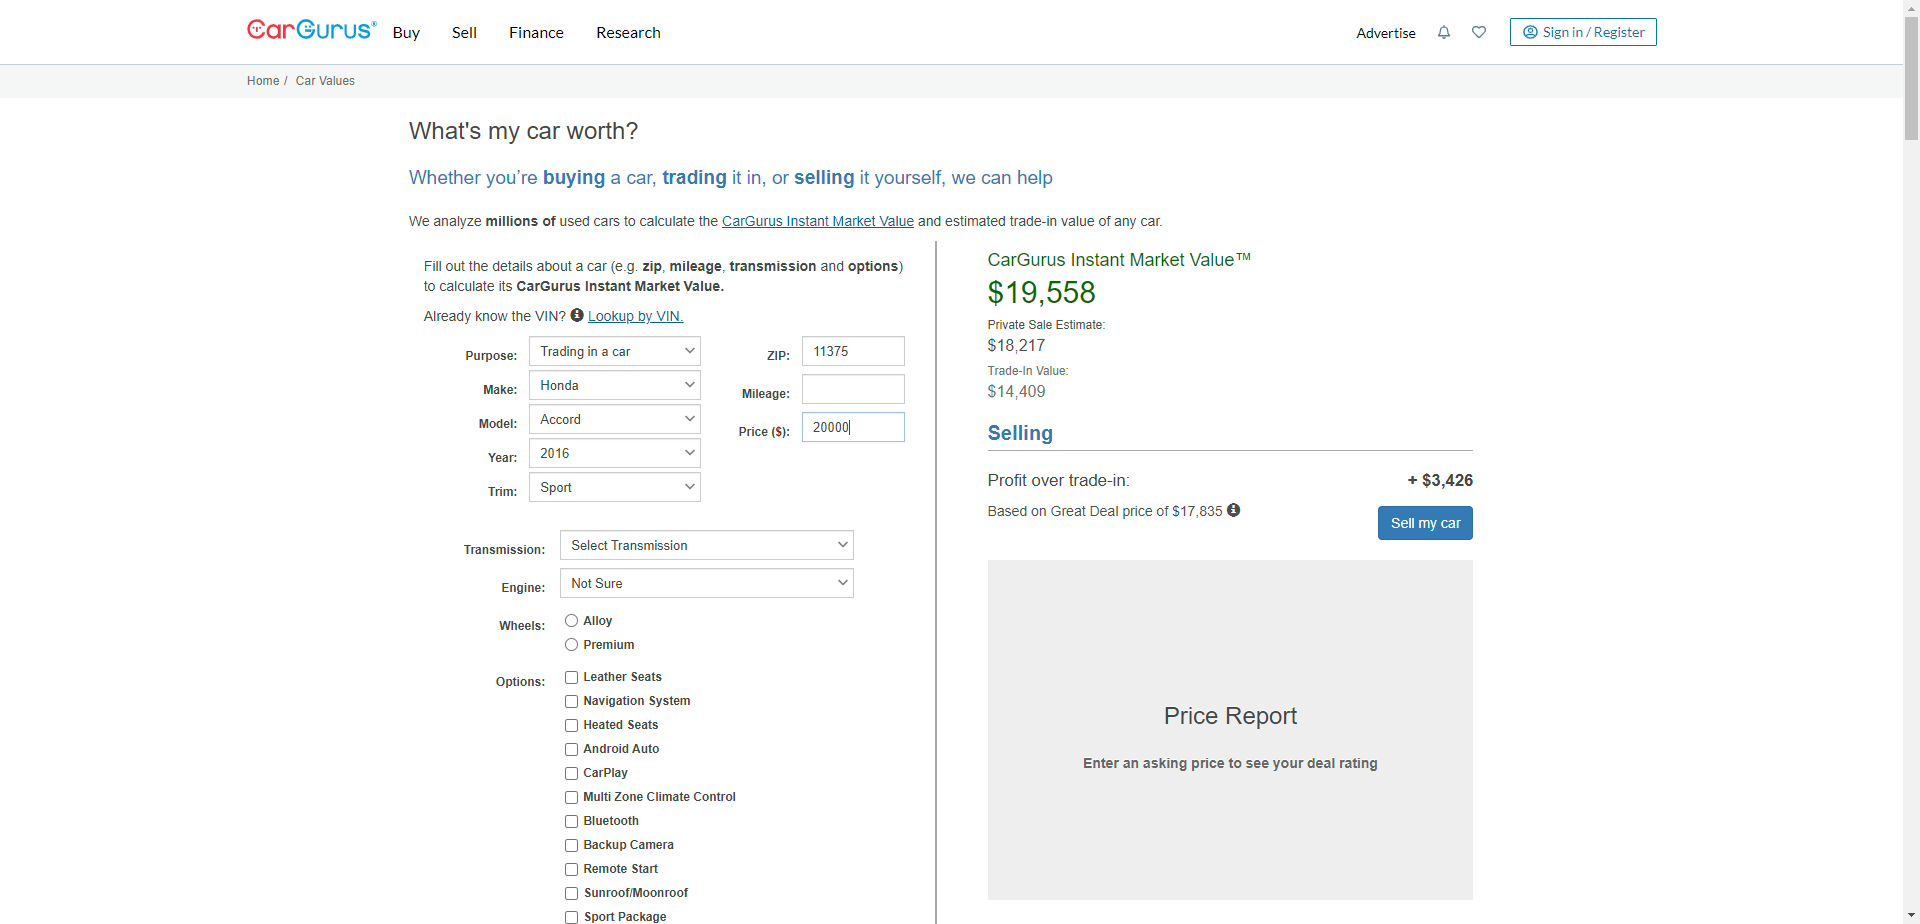 CarGurus® Buy Sell Finance Research Advertise Sign in / Register
Home / Car Values
What's my car worth?
Whether you're buying a car, trading it in, or selling it yourself, we can help
We analyze millions of used cars to calculate the CarGurus Instant Market Value and estimated trade-in value of any car.
Fill out the details about a car (e.g. zip, mileage, transmission and options)
to calculate its CarGurus Instant Market Value.
Already know the VIN? Lookup by VIN.
Purpose: Trading in a car
Make: Honda
Model: Accord
Year: 2016
Trim: Sport
ZIP: 11375
Mileage:
Price ($): 20000
Transmission: Select Transmission
Engine: Not Sure
Wheels: Alloy
Premium
Options: Leather Seats
Navigation System
Heated Seats
Android Auto
CarPlay
Multi Zone Climate Control
Bluetooth
Backup Camera
Remote Start
Sunroof/Moonroof
Sport Package
CarGurus Instant Market Value™
$19,558
Private Sale Estimate:
$18,217
Trade-In Value:
$14,409
Selling
Profit over trade-in: + $3,426
Based on Great Deal price of $17,835
Sell my car
Price Report
Enter an asking price to see your deal rating